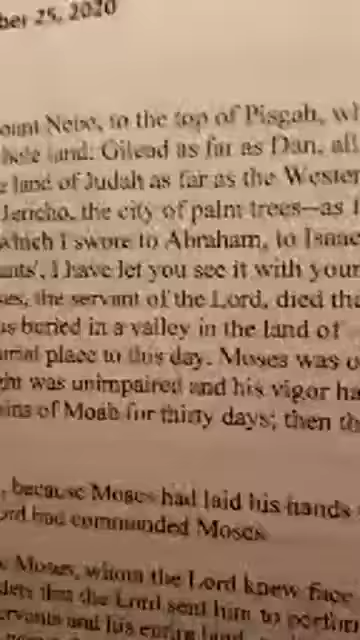 ber 25, 2020
ount Nebo, to the top of Pisgah, wh
hole land: Gilead as far as Dan, all
e land of Judah as far as the Wester
Jericho, the city of palm trees—as f
which I swore to Abraham, to Isaac
ants', I have let you see it with your
ses, the servant of the Lord, died the
as buried in a valley in the land of
urial place to this day. Moses was o
ght was unimpaired and his vigor ha
ains of Moab for thirty days; then th
, because Moses had laid his hands
ord had commanded Moses.
e Moses, whom the Lord knew face
ders that the Lord sent him to perform
ervants and his entire land